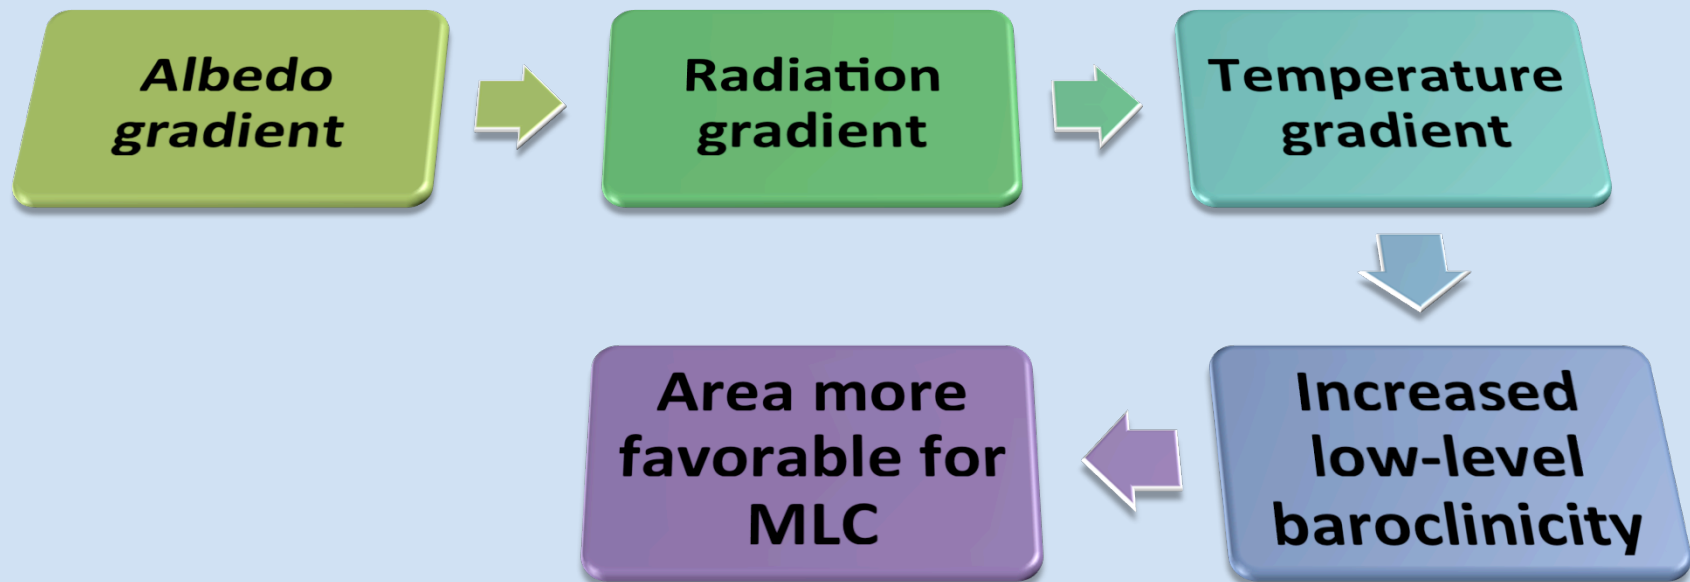 Albedo
gradient
Radiation
gradient
Temperature
gradient
Increased
low-level
baroclinicity
Area more
favorable for
MLC